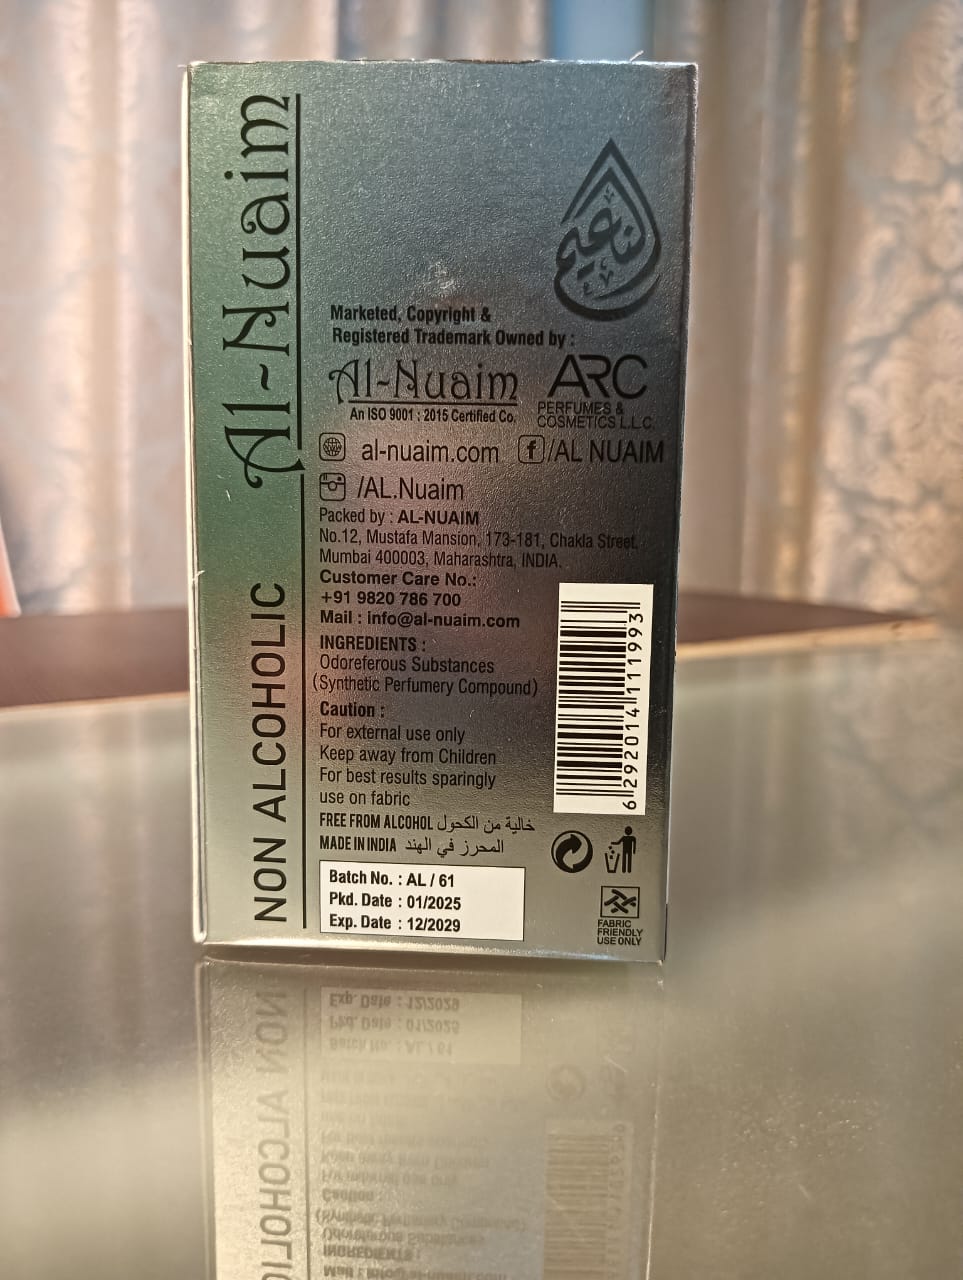 Al-Nuaim
NON ALCOHOLIC
النعيم
Marketed, Copyright &
Registered Trademark Owned by :
Al-Nuaim
An ISO 9001 : 2015 Certified Co.
ARC
PERFUMES &
COSMETICS L.L.C.
al-nuaim.com f/AL NUAIM
/AL.Nuaim
Packed by : AL-NUAIM
No.12, Mustafa Mansion, 173-181, Chakla Street,
Mumbai 400003, Maharashtra, INDIA.
Customer Care No.:
+91 9820 786 700
Mail : info@al-nuaim.com
INGREDIENTS :
Odoreferous Substances
(Synthetic Perfumery Compound)
Caution :
For external use only
Keep away from Children
For best results sparingly
use on fabric
FREE FROM ALCOHOL خالية من الكحول
MADE IN INDIA المحرز في الهند
Batch No. : AL / 61
Pkd. Date : 01/2025
Exp. Date : 12/2029
6 292014 111993
FABRIC
FRIENDLY
USE ONLY